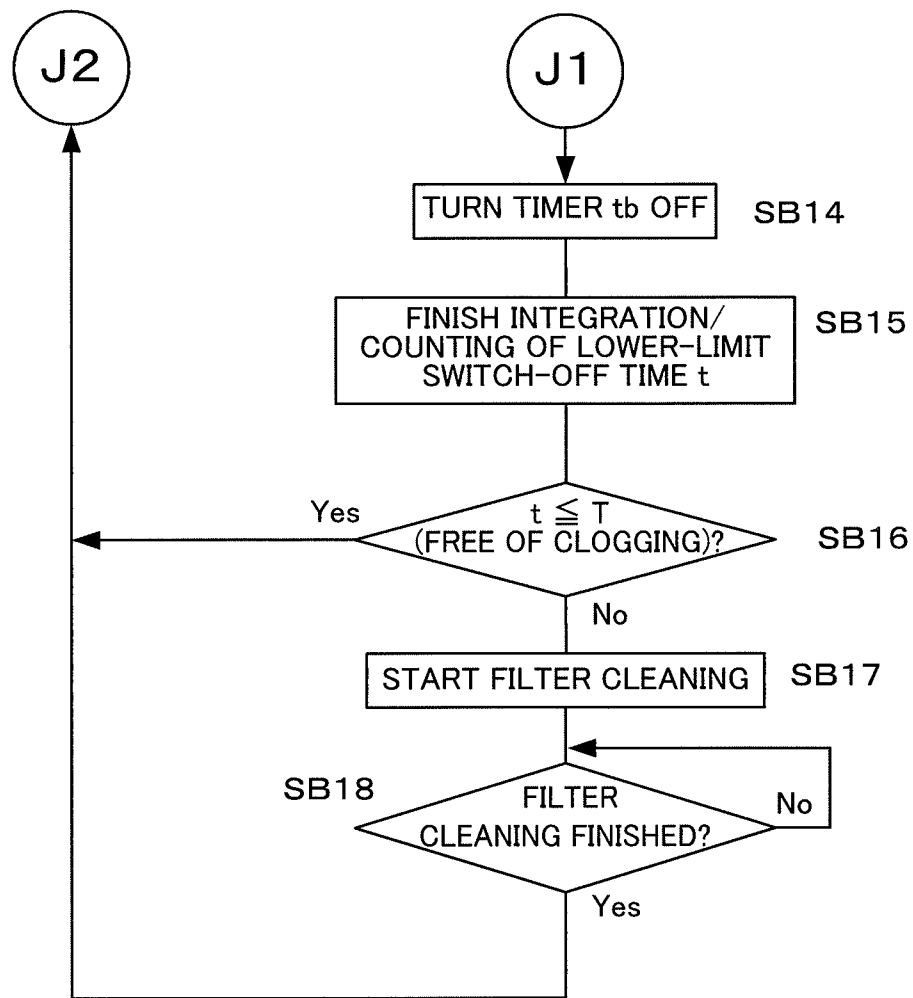 J2
J1
TURN TIMER tb OFF
SB14
FINISH INTEGRATION/
COUNTING OF LOWER-LIMIT
SWITCH-OFF TIME t
SB15
Yes
t ≦ T
(FREE OF CLOGGING)?
SB16
No
START FILTER CLEANING
SB17
SB18
FILTER
CLEANING FINISHED?
No
Yes